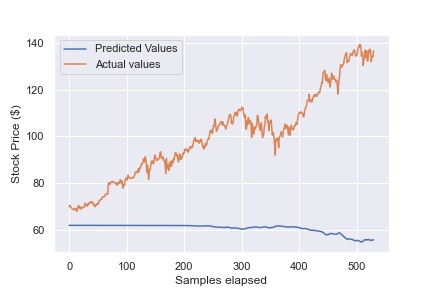 Predicted Values
Actual values
140
120
100
80
60
Stock Price ($)
0 100 200 300 400 500
Samples elapsed